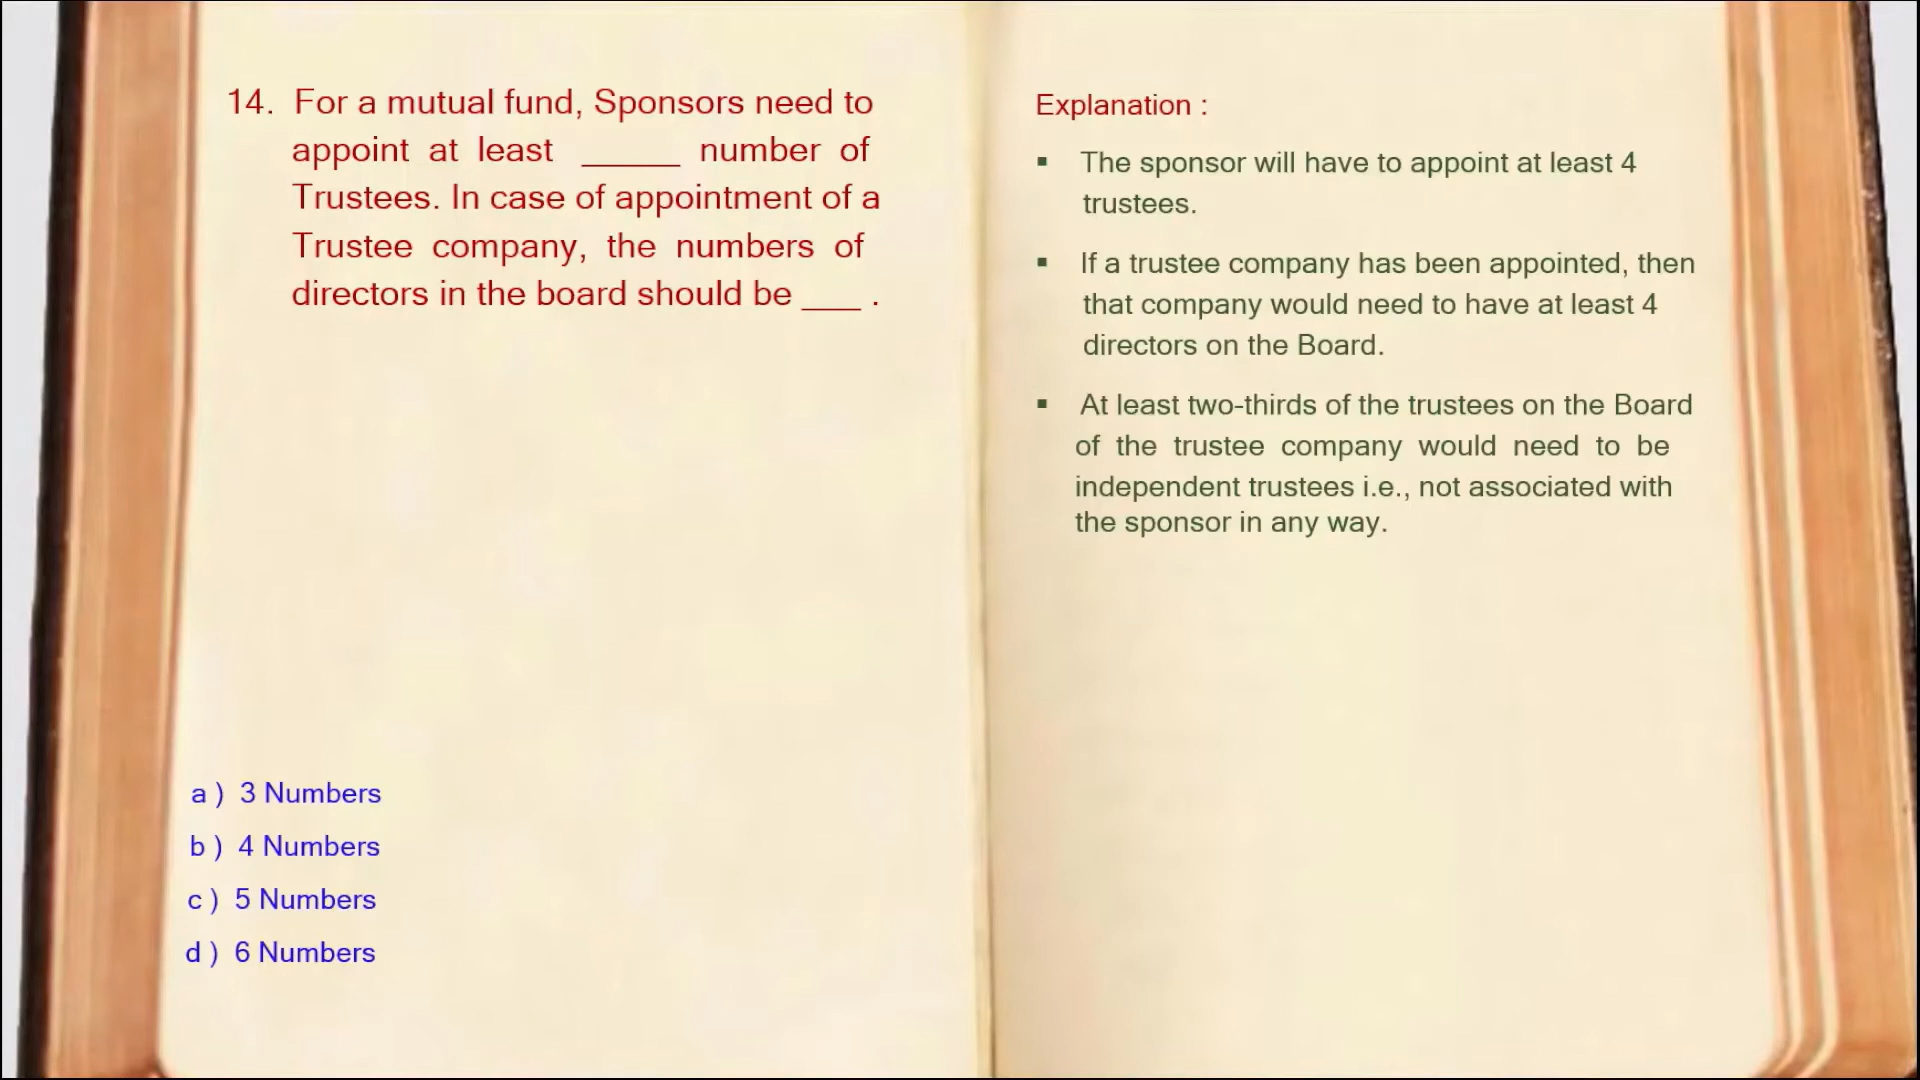 14. For a mutual fund, Sponsors need to
appoint at least _____ number of
Trustees. In case of appointment of a
Trustee company, the numbers of
directors in the board should be ___ .
a ) 3 Numbers
b ) 4 Numbers
c ) 5 Numbers
d ) 6 Numbers
Explanation :
▪ The sponsor will have to appoint at least 4
trustees.
▪ If a trustee company has been appointed, then
that company would need to have at least 4
directors on the Board.
▪ At least two-thirds of the trustees on the Board
of the trustee company would need to be
independent trustees i.e., not associated with
the sponsor in any way.